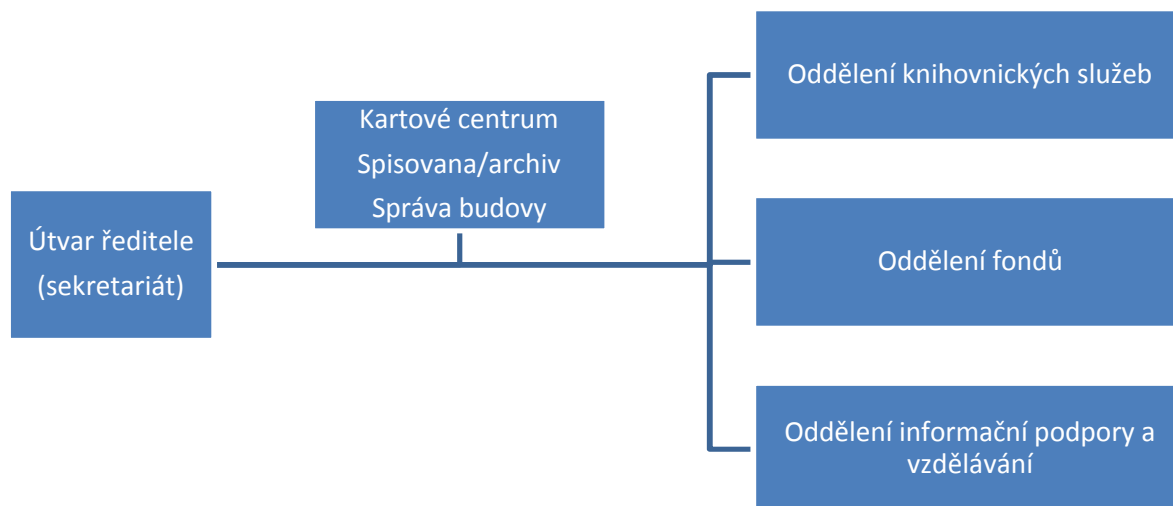 Útvar ředitele
(sekretariát)
Kartové centrum
Spisovana/archiv
Správa budovy
Oddělení knihovnických služeb
Oddělení fondů
Oddělení informační podpory a
vzdělávání